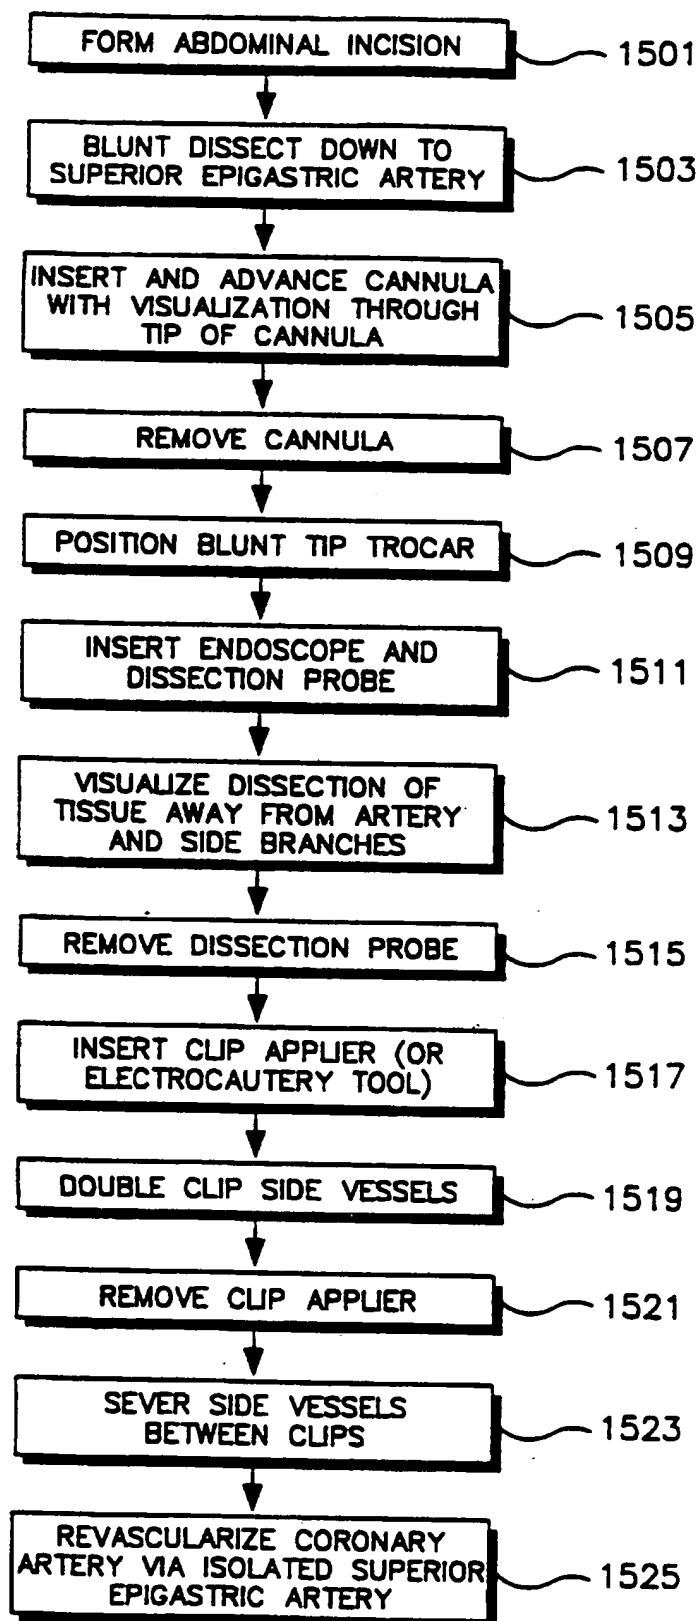 FORM ABDOMINAL INCISION
1501
BLUNT DISSECT DOWN TO
SUPERIOR EPIGASTRIC ARTERY
1503
INSERT AND ADVANCE CANNULA
WITH VISUALIZATION THROUGH
TIP OF CANNULA
1505
REMOVE CANNULA
1507
POSITION BLUNT TIP TROCAR
1509
INSERT ENDOSCOPE AND
DISSECTION PROBE
1511
VISUALIZE DISSECTION OF
TISSUE AWAY FROM ARTERY
AND SIDE BRANCHES
1513
REMOVE DISSECTION PROBE
1515
INSERT CLIP APPLIER (OR
ELECTROCAUTERY TOOL)
1517
DOUBLE CLIP SIDE VESSELS
1519
REMOVE CLIP APPLIER
1521
SEVER SIDE VESSELS
BETWEEN CLIPS
1523
REVASCULARIZE CORONARY
ARTERY VIA ISOLATED SUPERIOR
EPIGASTRIC ARTERY
1525